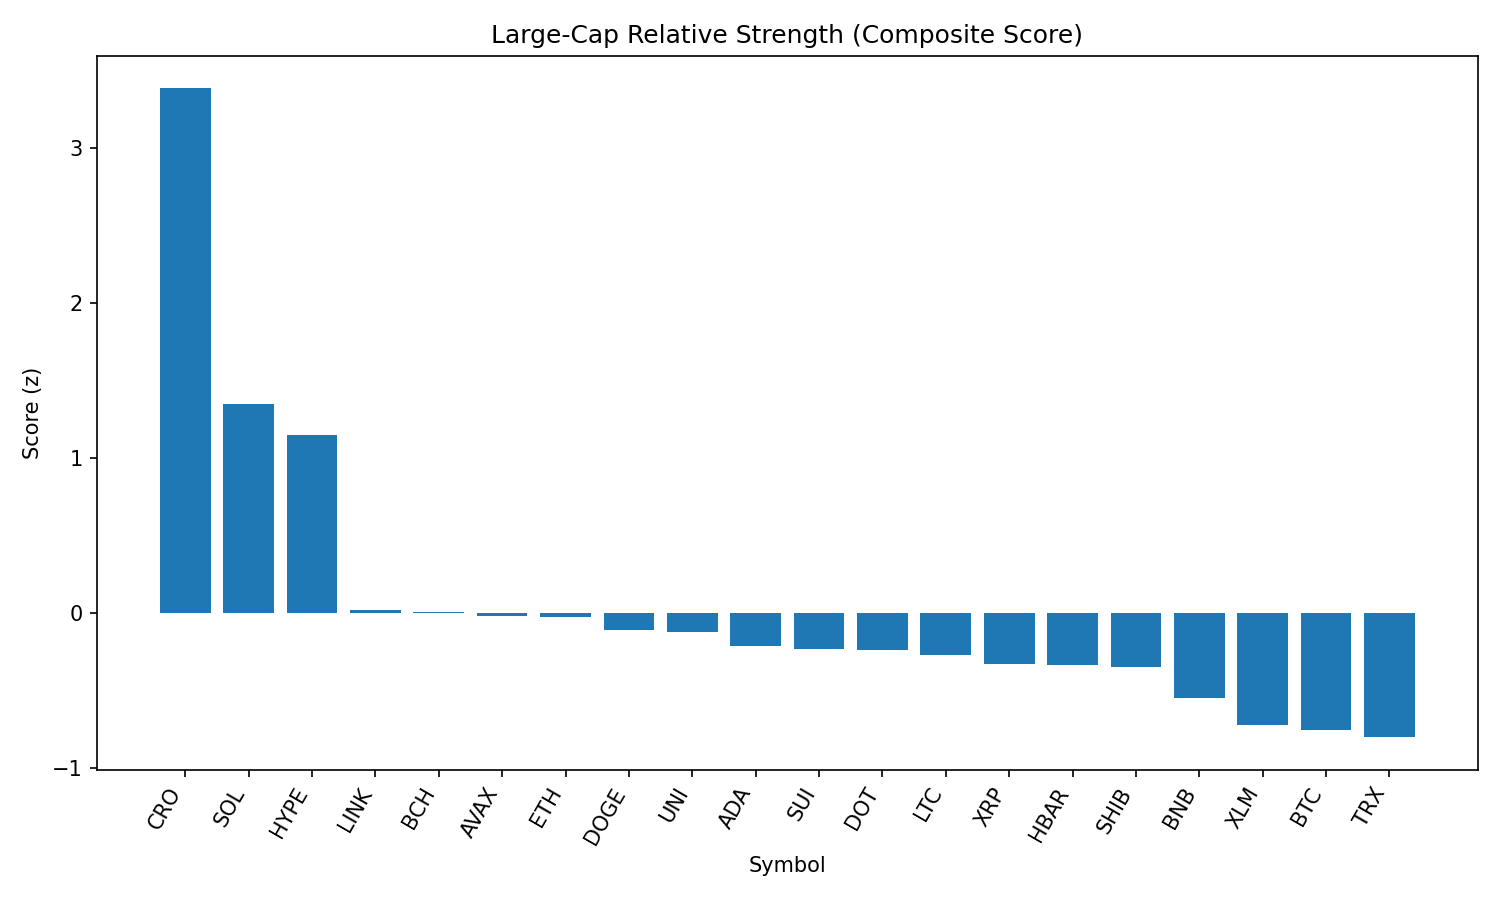 Large-Cap Relative Strength (Composite Score)
3
2
1
0
−1
Score (z)
CRO
SOL
HYPE
LINK
BCH
AVAX
ETH
DOGE
UNI
ADA
SUI
DOT
LTC
XRP
HBAR
SHIB
BNB
XLM
BTC
TRX
Symbol